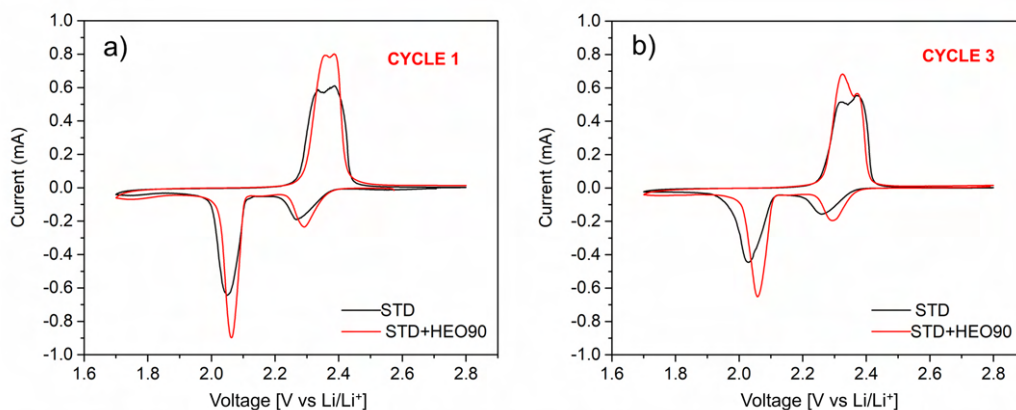 a)
CYCLE 1
1.0
0.8
0.6
0.4
0.2
0.0
-0.2
-0.4
-0.6
-0.8
-1.0
Current (mA)
STD
STD+HEO90
1.6 1.8 2.0 2.2 2.4 2.6 2.8
Voltage [V vs Li/Li⁺]
b)
CYCLE 3
1.0
0.8
0.6
0.4
0.2
0.0
-0.2
-0.4
-0.6
-0.8
-1.0
Current (mA)
STD
STD+HEO90
1.6 1.8 2.0 2.2 2.4 2.6 2.8
Voltage [V vs Li/Li⁺]